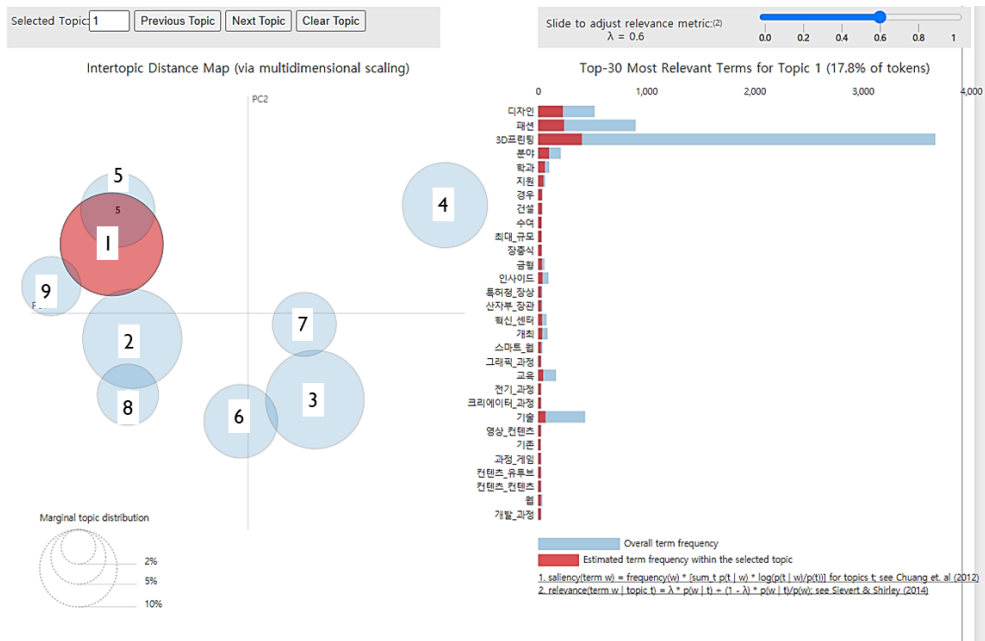 Selected Topic: 1 Previous Topic Next Topic Clear Topic
Slide to adjust relevance metric:(2)
λ = 0.6
0.0 0.2 0.4 0.6 0.8 1
Intertopic Distance Map (via multidimensional scaling)
PC2
5
5
1
4
9
2
7
8
6
3
Marginal topic distribution
2%
5%
10%
Top-30 Most Relevant Terms for Topic 1 (17.8% of tokens)
0 1,000 2,000 3,000 4,000
디자인
패션
3D프린팅
분야
학과
지원
경우
건설
수여
최대_규모
장중식
금형
인사이드
특허청_장상
산자부_장관
혁신_센터
개최
스마트_웹
그래픽_과정
교육
전기_과정
크리에이터_과정
기술
영상_컨텐츠
기존
과정_게임
컨텐츠_유투브
컨텐츠_컨텐츠
웹
개발_과정
Overall term frequency
Estimated term frequency within the selected topic
1. saliency(term w) = frequency(w) * [sum_t p(t | w) * log(p(t | w)/p(t))] for topics t; see Chuang et. al (2012)
2. relevance(term w | topic t) = λ * p(w | t) + (1 - λ) * p(w | t)/p(w); see Sievert & Shirley (2014)